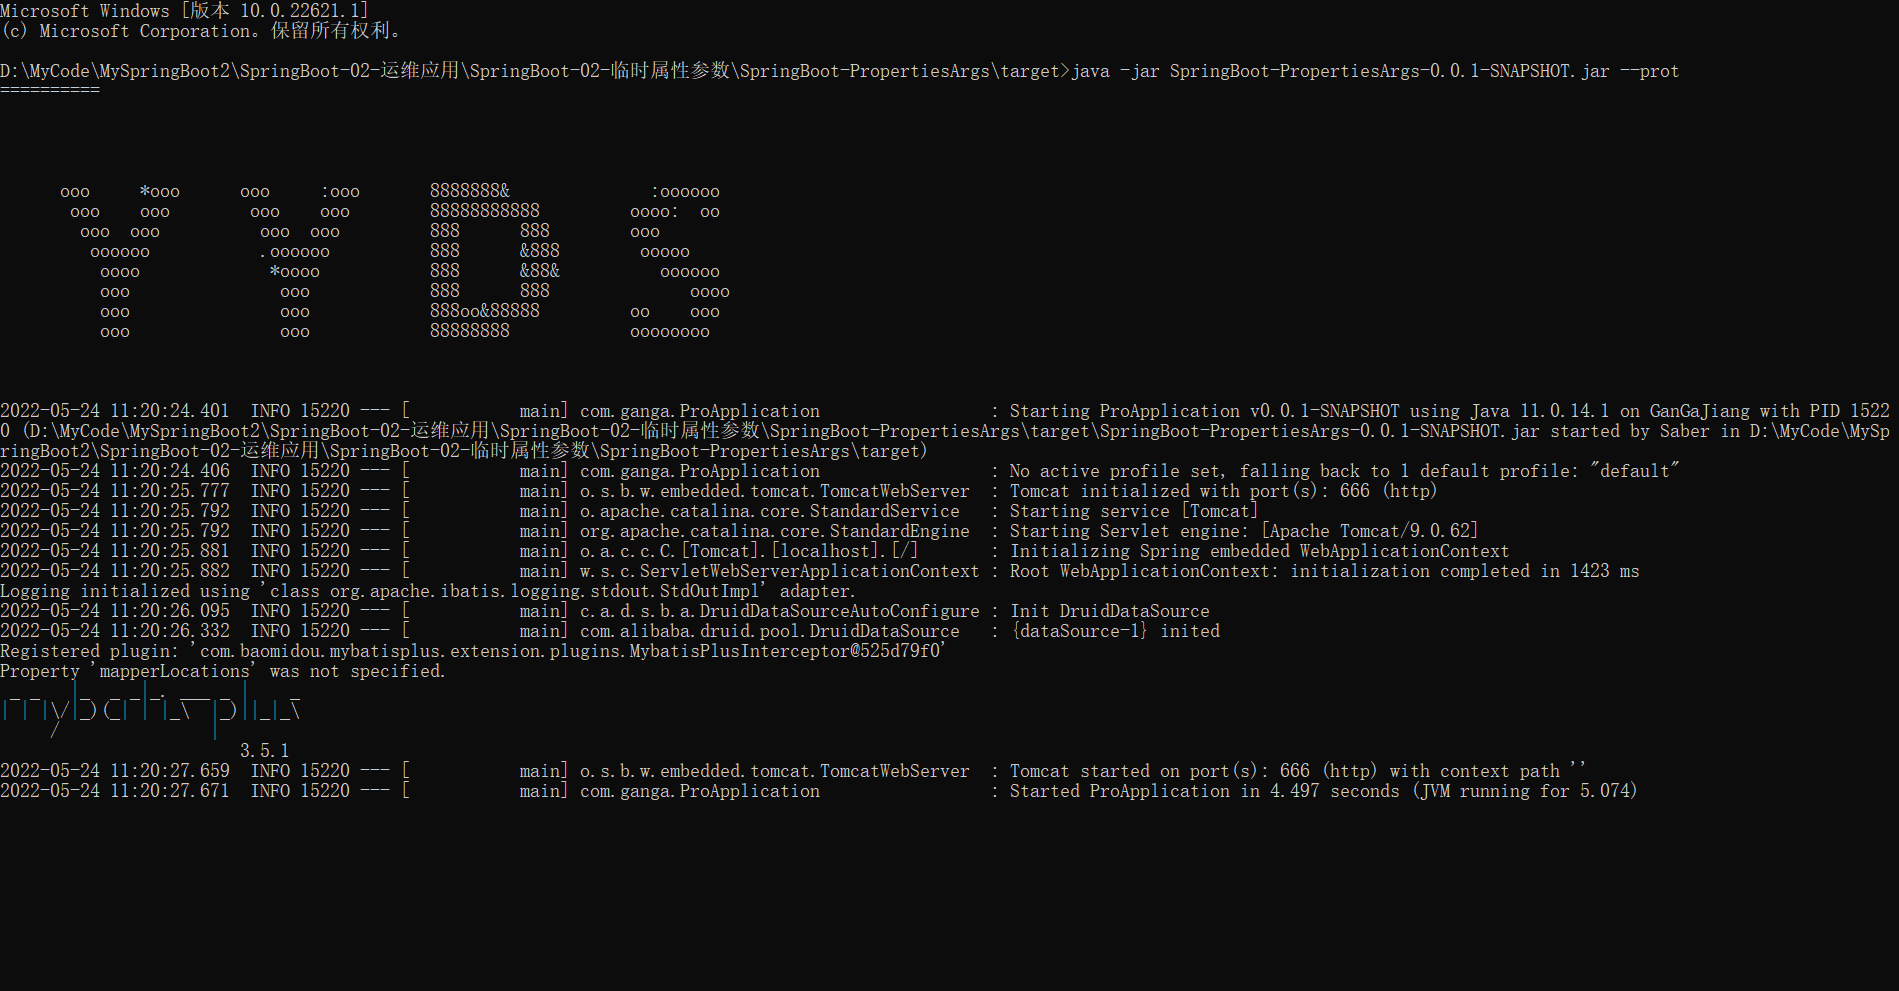 Microsoft Windows [版本 10.0.22621.1]
(c) Microsoft Corporation。保留所有权利。
D:\MyCode\MySpringBoot2\SpringBoot-02-运维应用\SpringBoot-02-临时属性参数\SpringBoot-PropertiesArgs\target>java -jar SpringBoot-PropertiesArgs-0.0.1-SNAPSHOT.jar --prot
==========
      ooo     *ooo      ooo     :ooo       8888888&              :oooooo
       ooo    ooo        ooo    ooo        88888888888         oooo:  oo
        ooo  ooo          ooo  ooo         888      888        ooo
         oooooo           .oooooo          888      &888        ooooo
          oooo             *oooo           888      &88&          oooooo
          ooo               ooo            888      888              oooo
          ooo               ooo            888oo&88888         oo    ooo
          ooo               ooo            88888888            oooooooo
2022-05-24 11:20:24.401  INFO 15220 --- [           main] com.ganga.ProApplication                 : Starting ProApplication v0.0.1-SNAPSHOT using Java 11.0.14.1 on GanGaJiang with PID 1522
0 (D:\MyCode\MySpringBoot2\SpringBoot-02-运维应用\SpringBoot-02-临时属性参数\SpringBoot-PropertiesArgs\target\SpringBoot-PropertiesArgs-0.0.1-SNAPSHOT.jar started by Saber in D:\MyCode\MySp
ringBoot2\SpringBoot-02-运维应用\SpringBoot-02-临时属性参数\SpringBoot-PropertiesArgs\target)
2022-05-24 11:20:24.406  INFO 15220 --- [           main] com.ganga.ProApplication                 : No active profile set, falling back to 1 default profile: "default"
2022-05-24 11:20:25.777  INFO 15220 --- [           main] o.s.b.w.embedded.tomcat.TomcatWebServer  : Tomcat initialized with port(s): 666 (http)
2022-05-24 11:20:25.792  INFO 15220 --- [           main] o.apache.catalina.core.StandardService   : Starting service [Tomcat]
2022-05-24 11:20:25.792  INFO 15220 --- [           main] org.apache.catalina.core.StandardEngine  : Starting Servlet engine: [Apache Tomcat/9.0.62]
2022-05-24 11:20:25.881  INFO 15220 --- [           main] o.a.c.c.C.[Tomcat].[localhost].[/]       : Initializing Spring embedded WebApplicationContext
2022-05-24 11:20:25.882  INFO 15220 --- [           main] w.s.c.ServletWebServerApplicationContext : Root WebApplicationContext: initialization completed in 1423 ms
Logging initialized using 'class org.apache.ibatis.logging.stdout.StdOutImpl' adapter.
2022-05-24 11:20:26.095  INFO 15220 --- [           main] c.a.d.s.b.a.DruidDataSourceAutoConfigure : Init DruidDataSource
2022-05-24 11:20:26.332  INFO 15220 --- [           main] com.alibaba.druid.pool.DruidDataSource   : {dataSource-1} inited
Registered plugin: 'com.baomidou.mybatisplus.extension.plugins.MybatisPlusInterceptor@525d79f0'
Property 'mapperLocations' was not specified.
 _ _   |_  _ _|_. ___ _ |    _
| | |\/|_)(_| | |_\  |_)||_|_\
     /               |
                        3.5.1
2022-05-24 11:20:27.659  INFO 15220 --- [           main] o.s.b.w.embedded.tomcat.TomcatWebServer  : Tomcat started on port(s): 666 (http) with context path ''
2022-05-24 11:20:27.671  INFO 15220 --- [           main] com.ganga.ProApplication                 : Started ProApplication in 4.497 seconds (JVM running for 5.074)